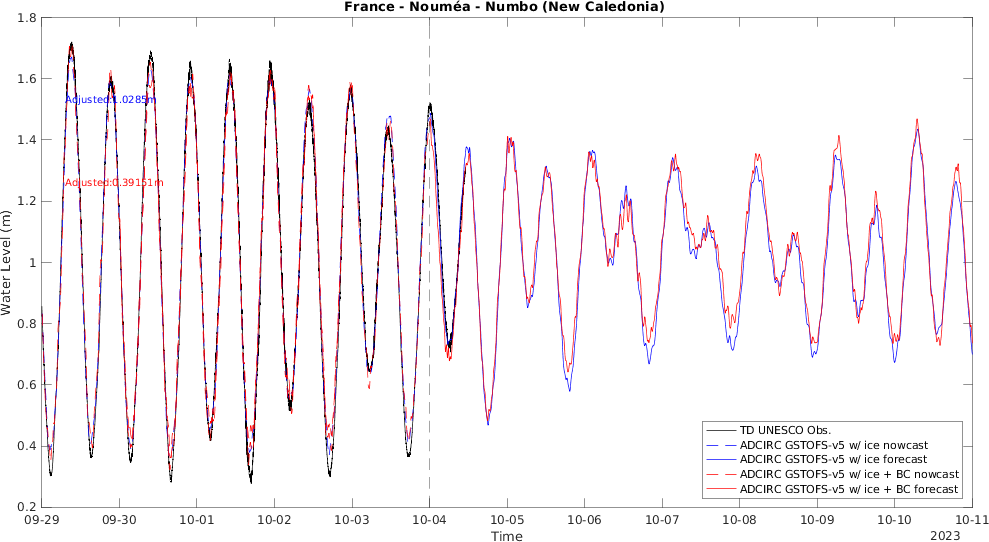 France - Nouméa - Numbo (New Caledonia)
1.8
1.6
1.4
1.2
1
0.8
0.6
0.4
0.2
Water Level (m)
Adjusted:1.0285m
Adjusted:0.39151m
TD UNESCO Obs.
ADCIRC GSTOFS-v5 w/ ice nowcast
ADCIRC GSTOFS-v5 w/ ice forecast
ADCIRC GSTOFS-v5 w/ ice + BC nowcast
ADCIRC GSTOFS-v5 w/ ice + BC forecast
09-29 09-30 10-01 10-02 10-03 10-04 10-05 10-06 10-07 10-08 10-09 10-10 10-11
Time
2023